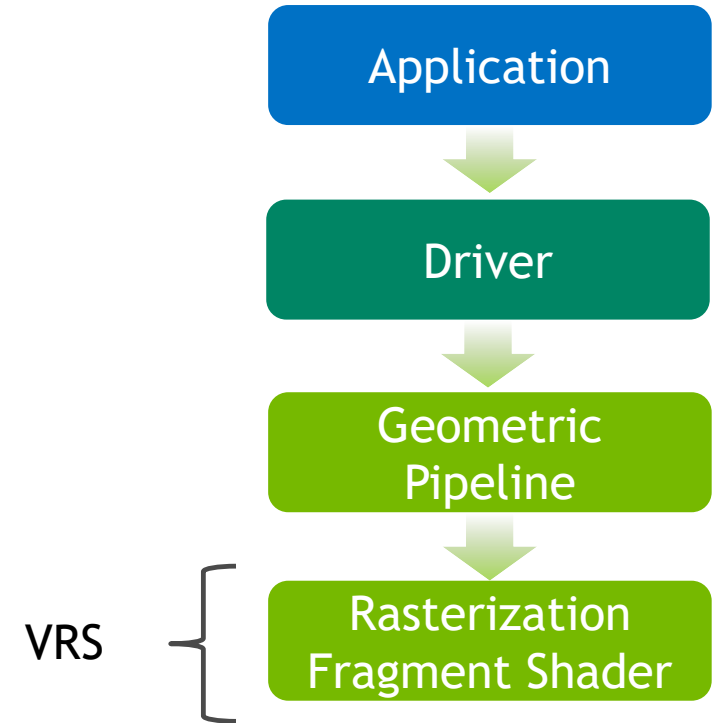 Application
Driver
Geometric
Pipeline
VRS
Rasterization
Fragment Shader